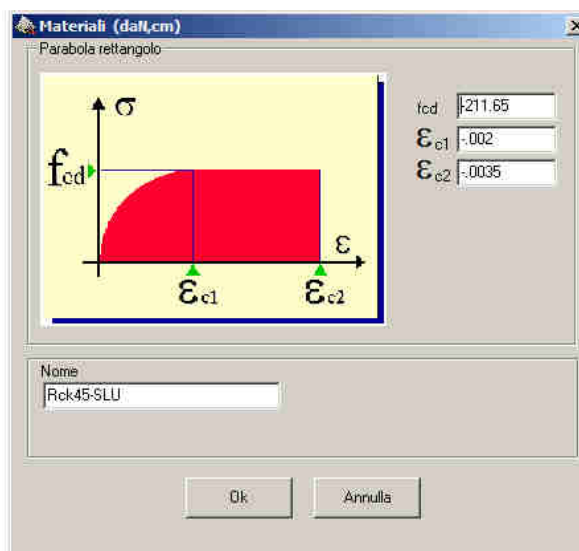 Materiali (daN,cm)
Parabola rettangolo
σ
fcd
ε
εc1
εc2
fcd -211.65
εc1 -.002
εc2 -.0035
Nome
Rck45-SLU
Ok
Annulla